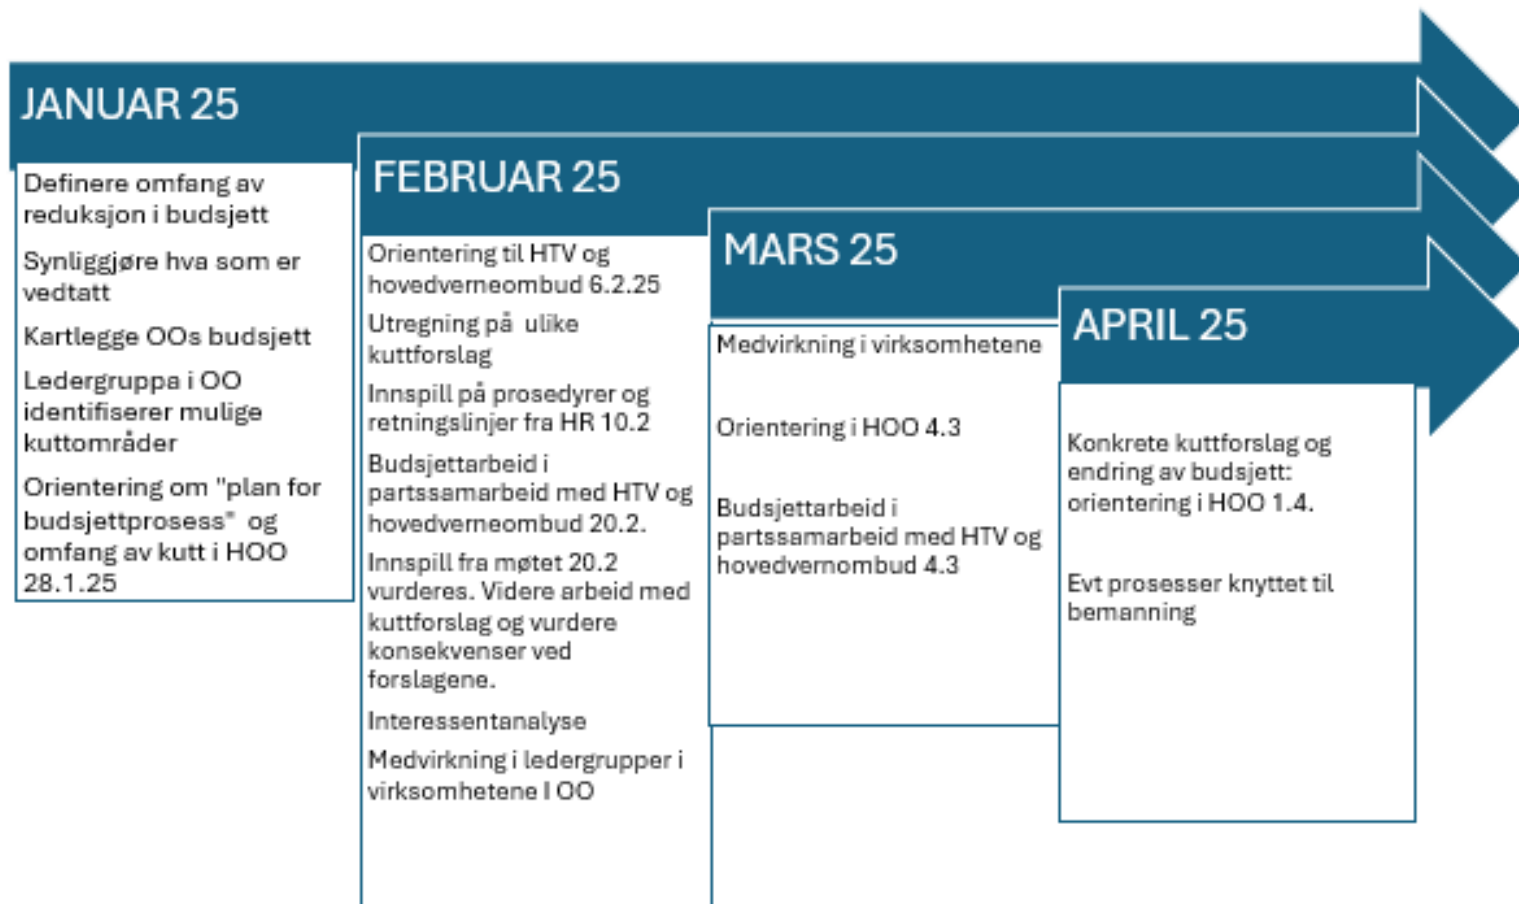 JANUAR 25
Definere omfang av
reduksjon i budsjett
Synliggjøre hva som er
vedtatt
Kartlegge OOs budsjett
Ledergruppa i OO
identifiserer mulige
kuttområder
Orientering om "plan for
budsjettprosess" og
omfang av kutt i HOO
28.1.25
FEBRUAR 25
Orientering til HTV og
hovedverneombud 6.2.25
Utregning på ulike
kuttforslag
Innspill på prosedyrer og
retningslinjer fra HR 10.2
Budsjettarbeid i
partssamarbeid med HTV og
hovedverneombud 20.2.
Innspill fra møtet 20.2
vurderes. Videre arbeid med
kuttforslag og vurdere
konsekvenser ved
forslagene.
Interessentanalyse
Medvirkning i ledergrupper i
virksomhetene I OO
MARS 25
Medvirkning i virksomhetene
Orientering i HOO 4.3
Budsjettarbeid i
partssamarbeid med HTV og
hovedvernombud 4.3
APRIL 25
Konkrete kuttforslag og
endring av budsjett:
orientering i HOO 1.4.
Evt prosesser knyttet til
bemanning